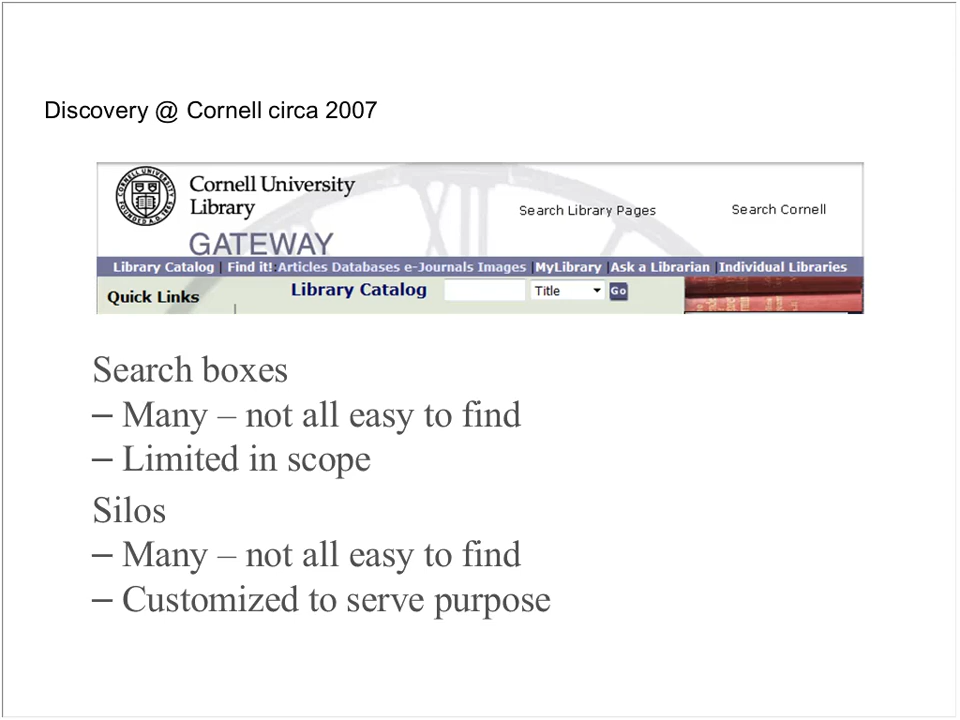 Discovery @ Cornell circa 2007
Cornell University
Library
GATEWAY
Search Library Pages
Search Cornell
Library Catalog | Find it!:Articles Databases e-Journals Images |MyLibrary |Ask a Librarian |Individual Libraries
Quick Links
Library Catalog
Title
Go
Search boxes
– Many – not all easy to find
– Limited in scope
Silos
– Many – not all easy to find
– Customized to serve purpose